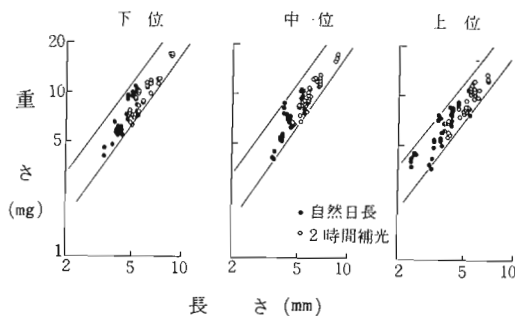 下 位
中 位
上 位
20
10
5
1
重
さ
(mg)
• 自然日長
○ 2時間補光
2 5 10
2 5 10
2 5 10
長 さ (mm)